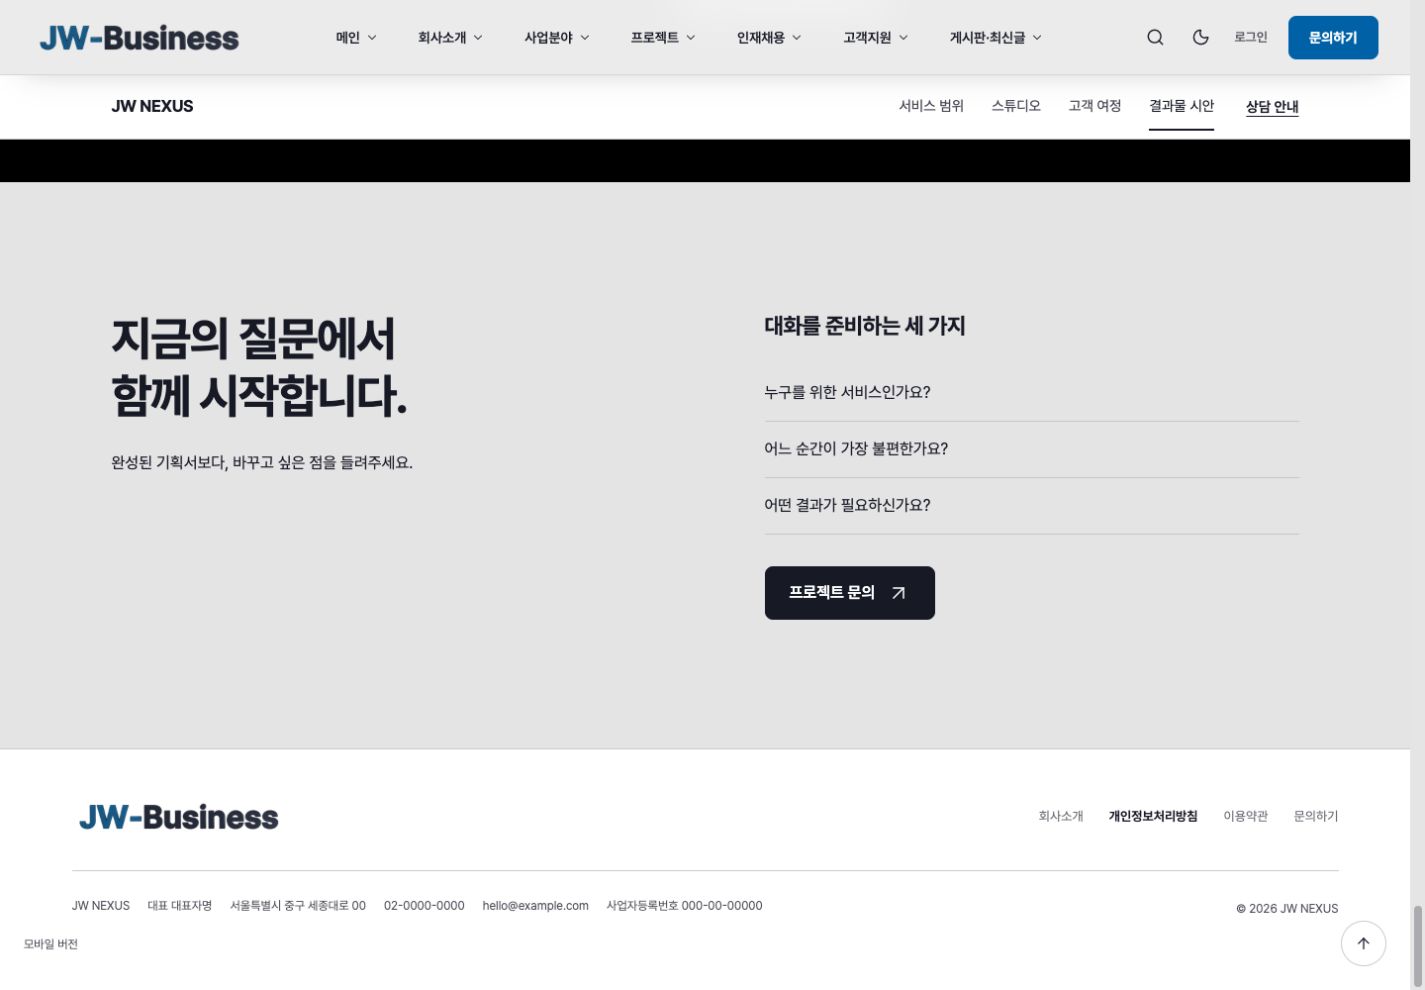 JW-Business
메인
회사소개
사업분야
프로젝트
인재채용
고객지원
게시판·최신글
로그인
문의하기
JW NEXUS
서비스 범위
스튜디오
고객 여정
결과물 시안
상담 안내
지금의 질문에서
함께 시작합니다.
완성된 기획서보다, 바꾸고 싶은 점을 들려주세요.
대화를 준비하는 세 가지
누구를 위한 서비스인가요?
어느 순간이 가장 불편한가요?
어떤 결과가 필요하신가요?
프로젝트 문의
JW-Business
회사소개
개인정보처리방침
이용약관
문의하기
JW NEXUS 대표 대표자명 서울특별시 중구 세종대로 00 02-0000-0000 hello@example.com 사업자등록번호 000-00-00000
© 2026 JW NEXUS
모바일 버전